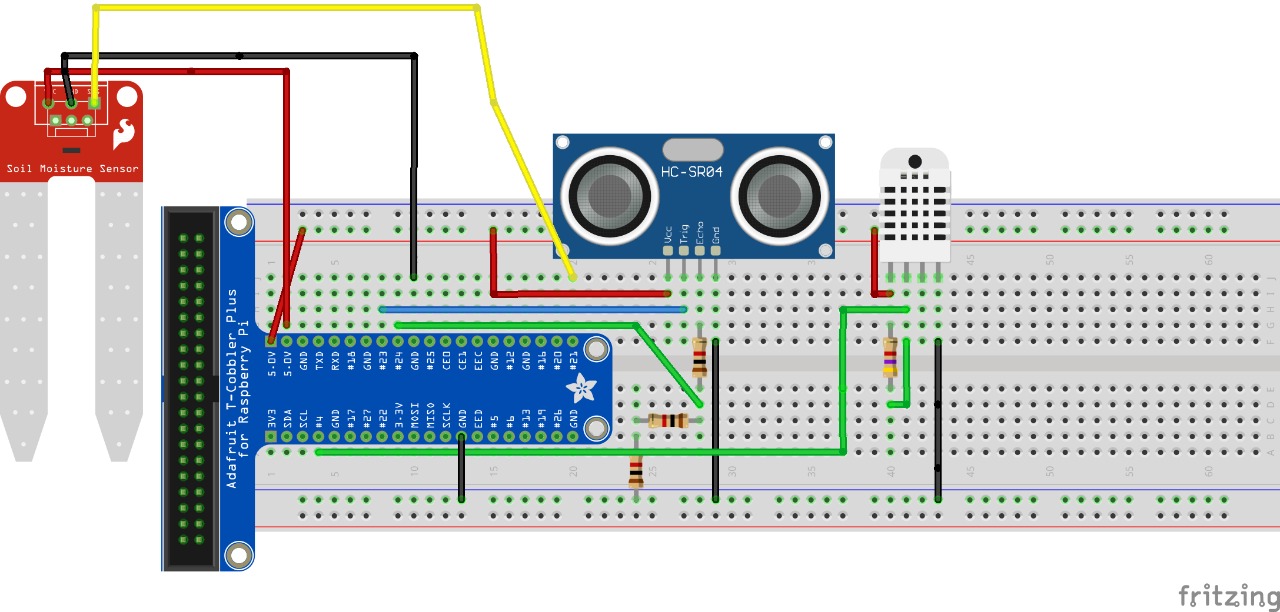 Soil Moisture Sensor
HC-SR04
Vcc
Trig
Echo
Gnd
1 5 10 15 20 25 30 35 40 45 50 55 60
J
I
H
G
F
Adafruit T-Cobbler Plus
for Raspberry Pi
5.0V 5.0V GND TXD RXD #18 GND #23 #24 GND #25 CE0 CE1 EEC GND #12 GND #16 #20 #21
3V3 SDA SCL #4 GND #17 #27 #22 3.3V MOSI MISO SCLK GND EED #5 #6 #13 #19 #26 GND
E
D
C
B
A
1 5 10 15 20 25 30 35 40 45 50 55 60
fritzing